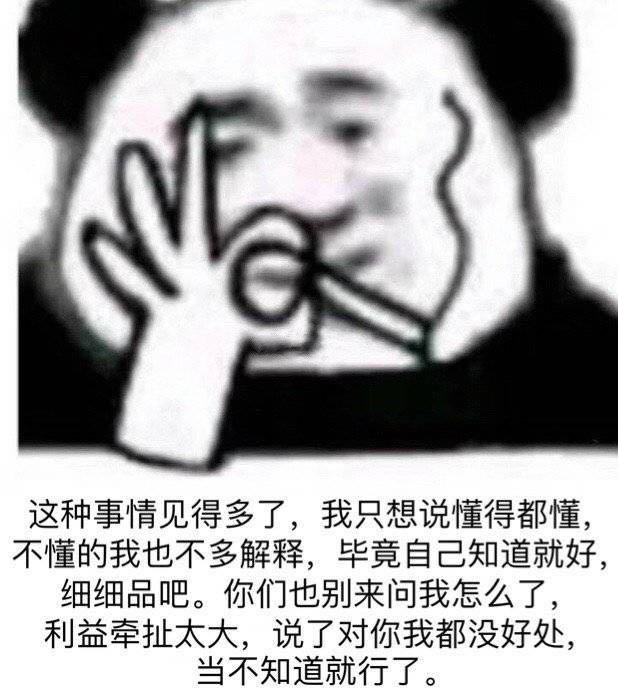 这种事情见得多了，我只想说懂得都懂，
不懂的我也不多解释，毕竟自己知道就好，
细细品吧。你们也别来问我怎么了，
利益牵扯太大，说了对你我都没好处，
当不知道就行了。